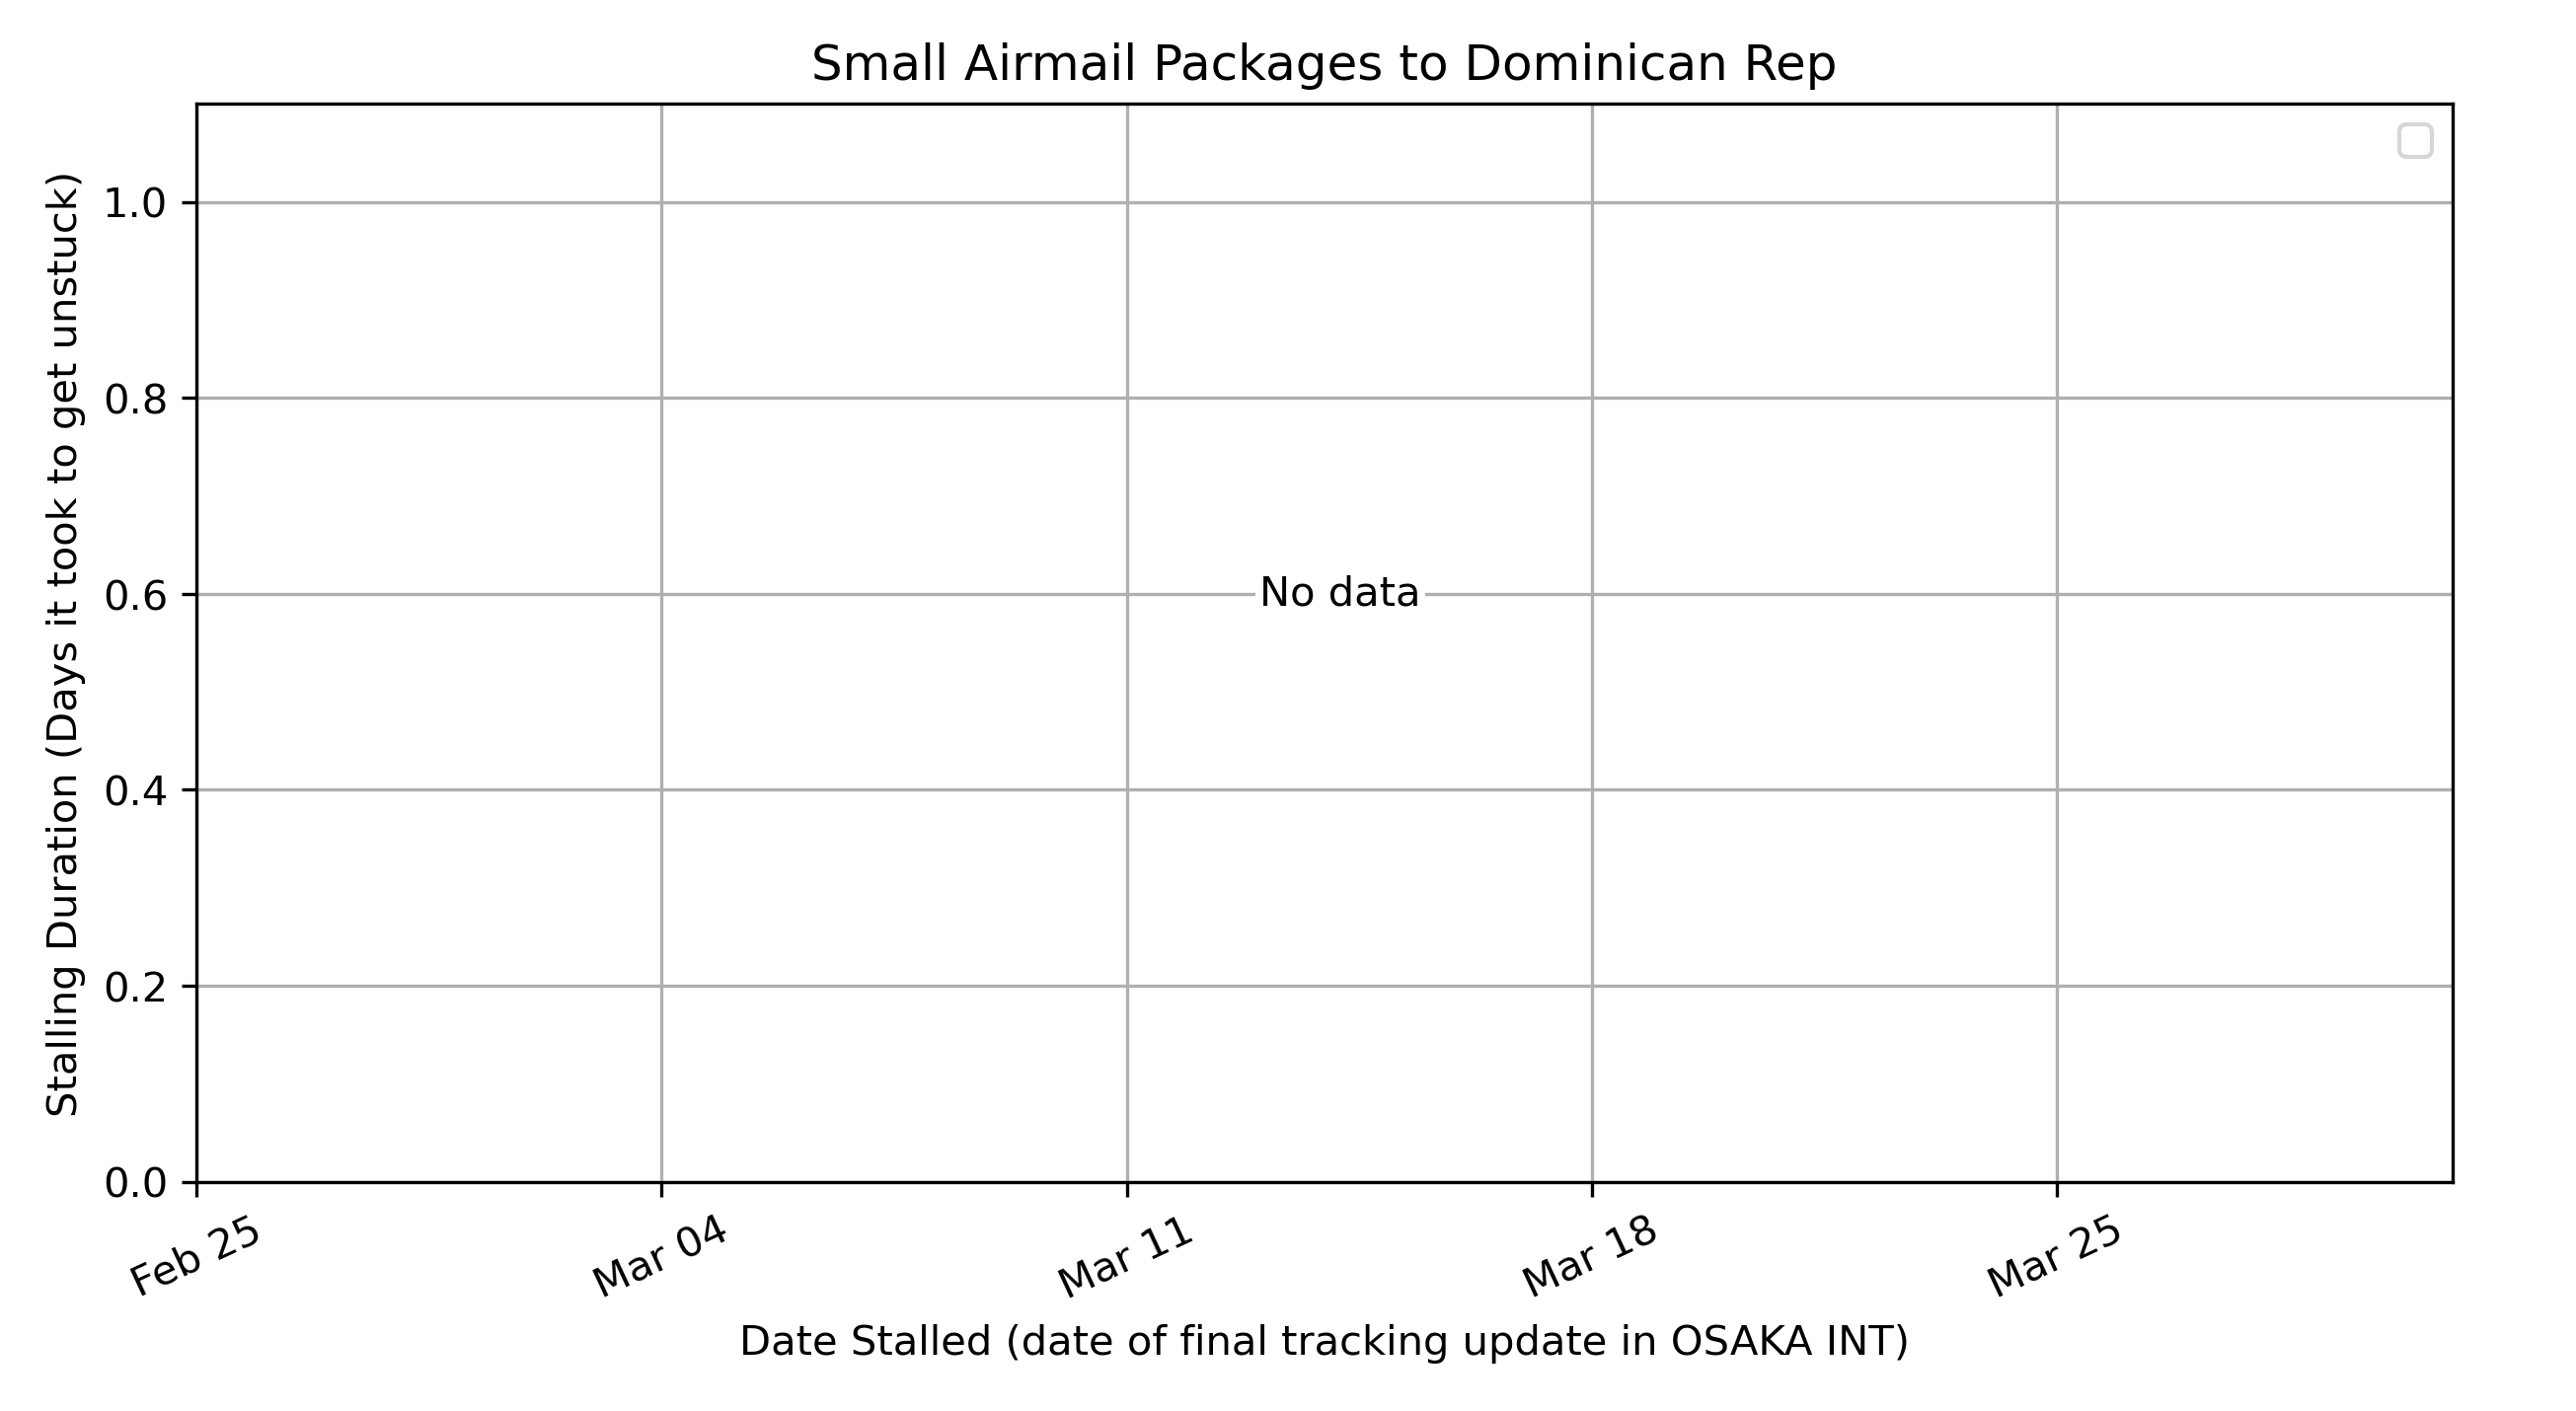 Small Airmail Packages to Dominican Rep
Stalling Duration (Days it took to get unstuck)
1.0
0.8
0.6
0.4
0.2
0.0
No data
Feb 25
Mar 04
Mar 11
Mar 18
Mar 25
Date Stalled (date of final tracking update in OSAKA INT)